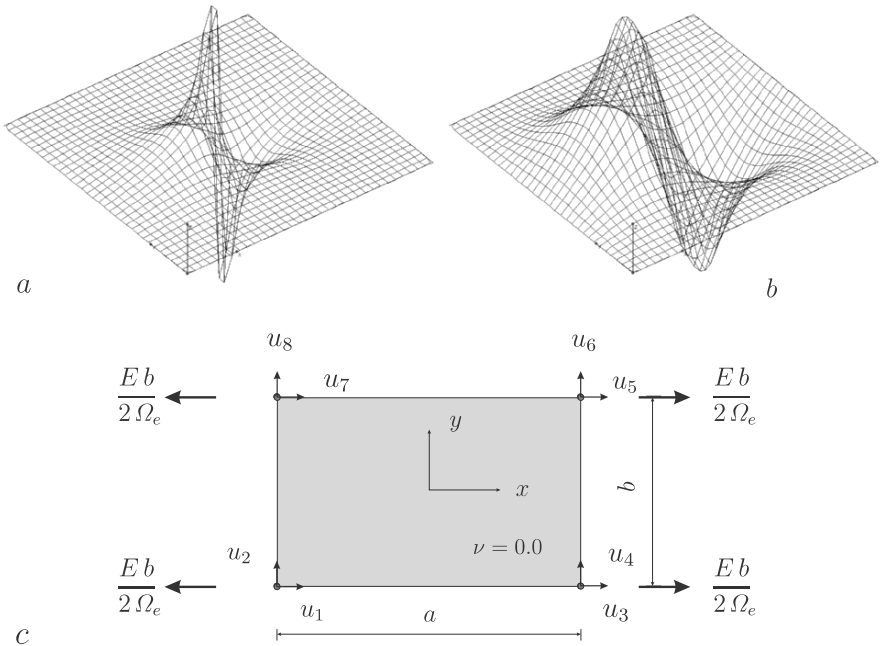 a
b
u₈
u₆
E b
u₇
u₅
E b
2 Ωₑ
2 Ωₑ
y
x
b
ν = 0.0
u₂
u₄
E b
E b
2 Ωₑ
2 Ωₑ
u₁
a
u₃
c